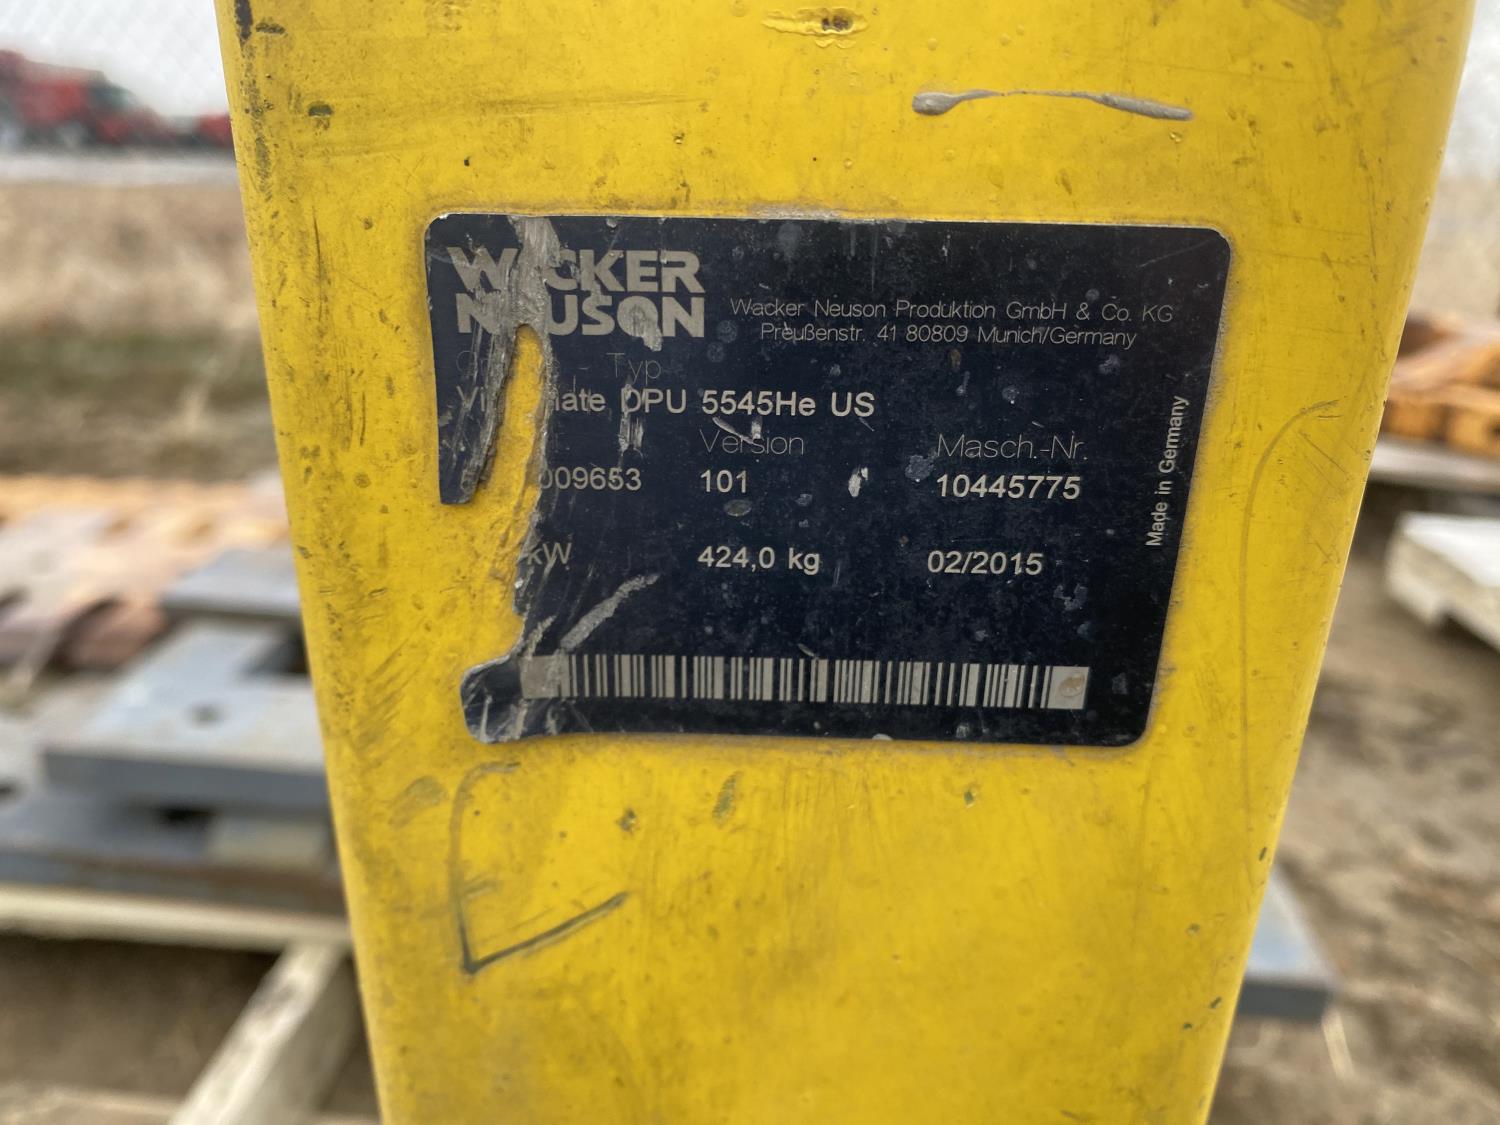 WACKER
NEUSON
Wacker Neuson Produktion GmbH & Co. KG
Preußenstr. 41 80809 Munich/Germany
Typ
DPU 5545He US
Version Masch.-Nr.
009653 101 10445775
kW 424,0 kg 02/2015
Made in Germany